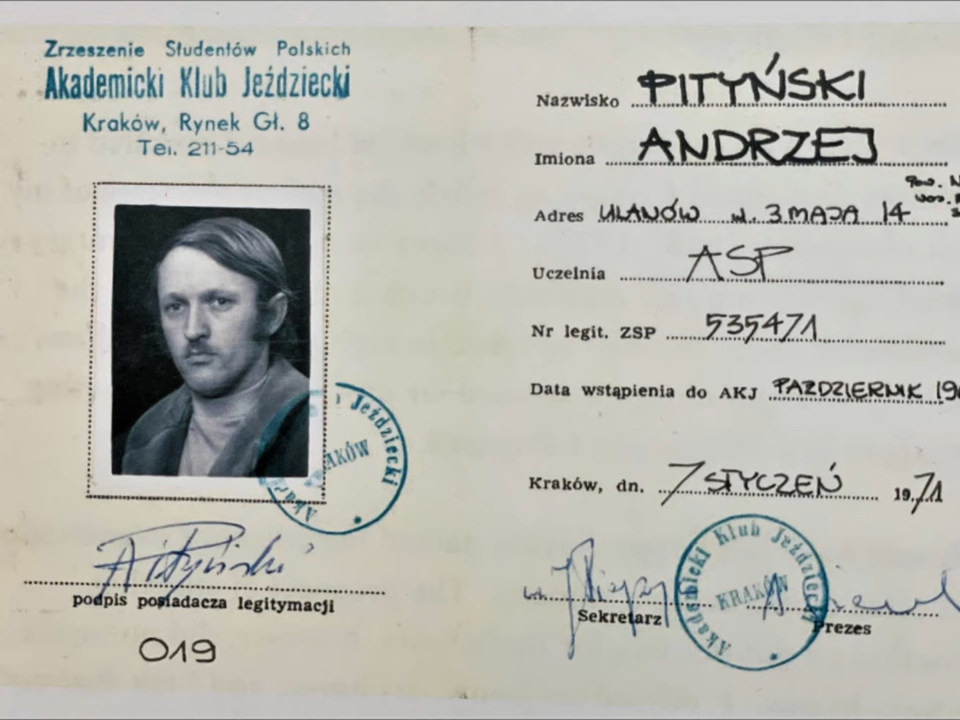 Zrzeszenie Studentów Polskich
Akademicki Klub Jeździecki
Kraków, Rynek Gł. 8
Tel. 211-54
Jeździecki
KRAKÓW
podpis posiadacza legitymacji
019
Nazwisko PITYŃSKI
Imiona ANDRZEJ
Adres ULANÓW 3 MAJA 14
Uczelnia ASP
Nr legit. ZSP 535471
Data wstąpienia do AKJ PAŹDZIERNIK
Kraków, dn. 7 STYCZEŃ 1971
Akademicki Klub Jeździecki
KRAKÓW
Sekretarz
Prezes